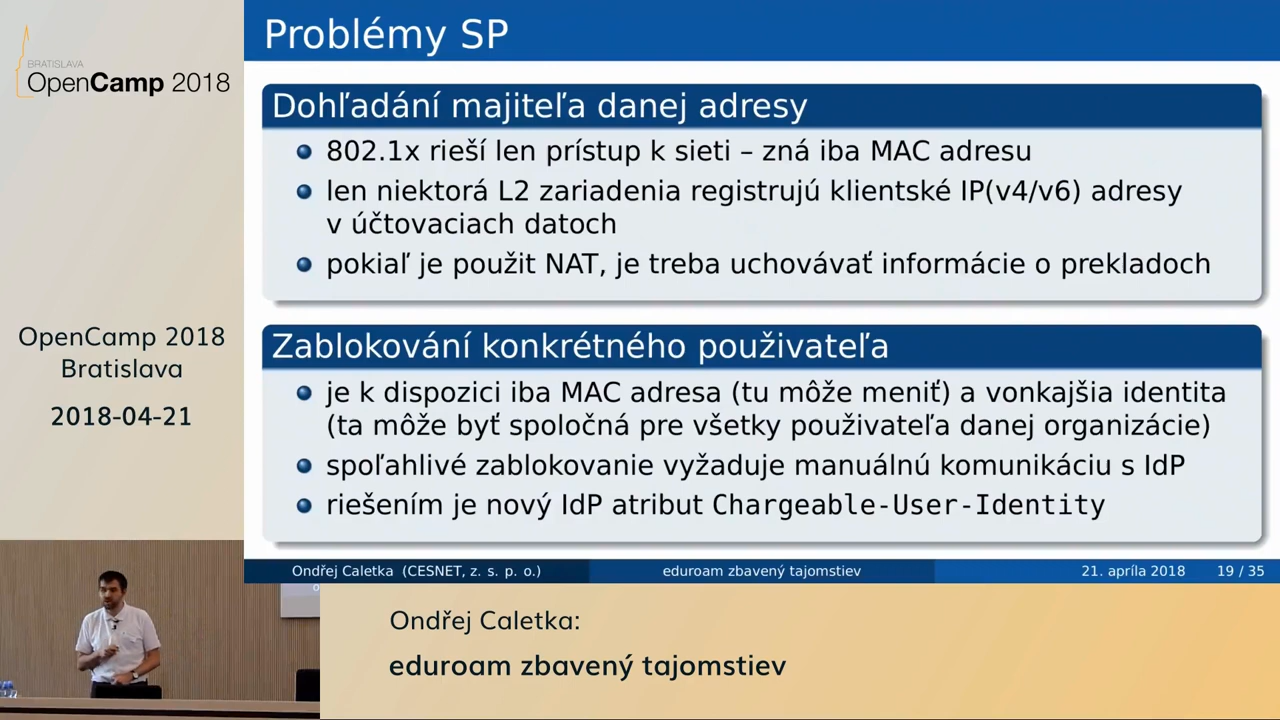 BRATISLAVA
OpenCamp 2018
OpenCamp 2018
Bratislava
2018-04-21
Problémy SP
Dohľadání majiteľa danej adresy
802.1x rieší len prístup k sieti – zná iba MAC adresu
len niektorá L2 zariadenia registrujú klientské IP(v4/v6) adresy
v účtovaciach datoch
pokiaľ je použit NAT, je treba uchovávať informácie o prekladoch
Zablokování konkrétného použivateľa
je k dispozici iba MAC adresa (tu môže meniť) a vonkajšia identita
(ta môže byť spoločná pre všetky použivateľa danej organizácie)
spoľahlivé zablokovanie vyžaduje manuálnú komunikáciu s IdP
riešením je nový IdP atribut Chargeable-User-Identity
Ondřej Caletka (CESNET, z. s. p. o.) eduroam zbavený tajomstiev 21. apríla 2018 19 / 35
Ondřej Caletka:
eduroam zbavený tajomstiev